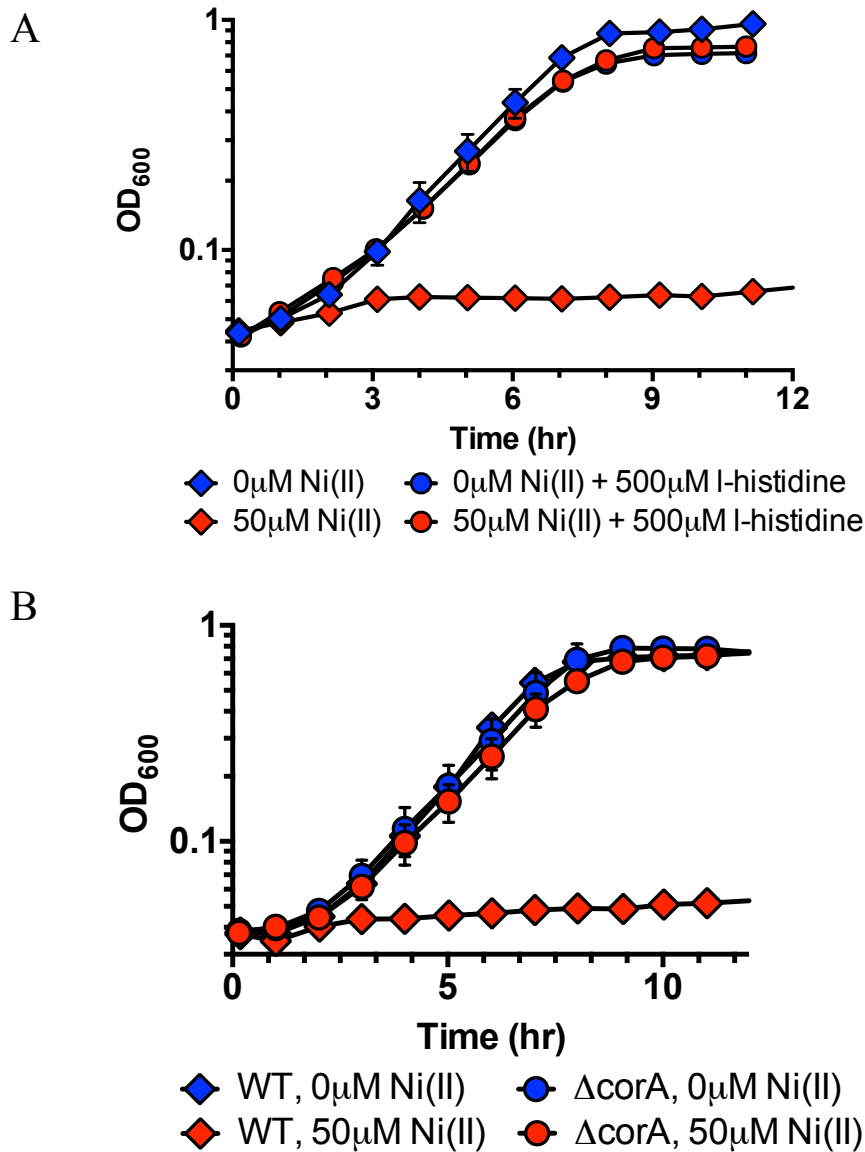 A
1
0.1
OD600
0 3 6 9 12
Time (hr)
0μM Ni(II) 0μM Ni(II) + 500μM l-histidine
50μM Ni(II) 50μM Ni(II) + 500μM l-histidine
B
1
0.1
OD600
0 5 10
Time (hr)
WT, 0μM Ni(II) ΔcorA, 0μM Ni(II)
WT, 50μM Ni(II) ΔcorA, 50μM Ni(II)